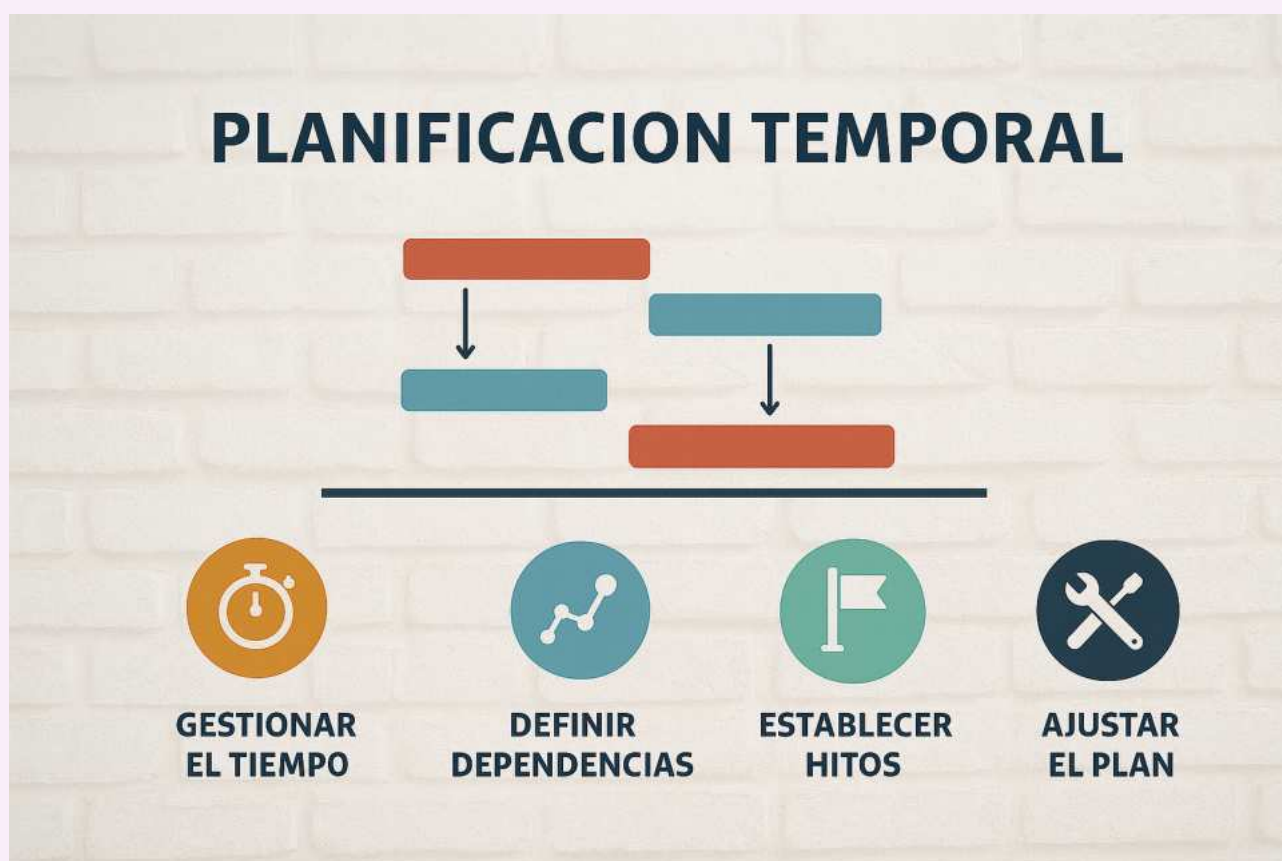 PLANIFICACION TEMPORAL
GESTIONAR
EL TIEMPO
DEFINIR
DEPENDENCIAS
ESTABLECER
HITOS
AJUSTAR
EL PLAN